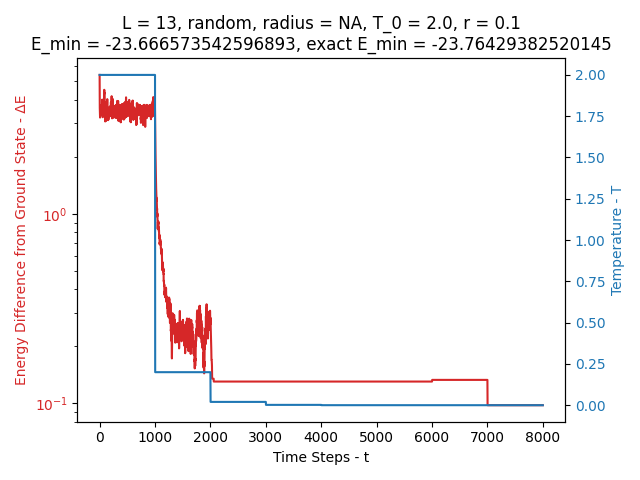 L = 13, random, radius = NA, T_0 = 2.0, r = 0.1
E_min = -23.666573542596893, exact E_min = -23.76429382520145
Energy Difference from Ground State - ΔE
10⁰
10⁻¹
2.00
1.75
1.50
1.25
1.00
0.75
0.50
0.25
0.00
Temperature - T
0 1000 2000 3000 4000 5000 6000 7000 8000
Time Steps - t